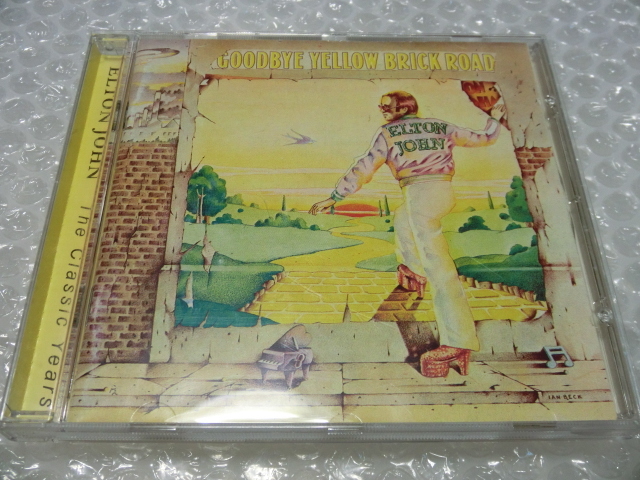 GOODBYE YELLOW BRICK ROAD
ELTON
JOHN
ELTON JOHN The Classic Years
IAN BECK